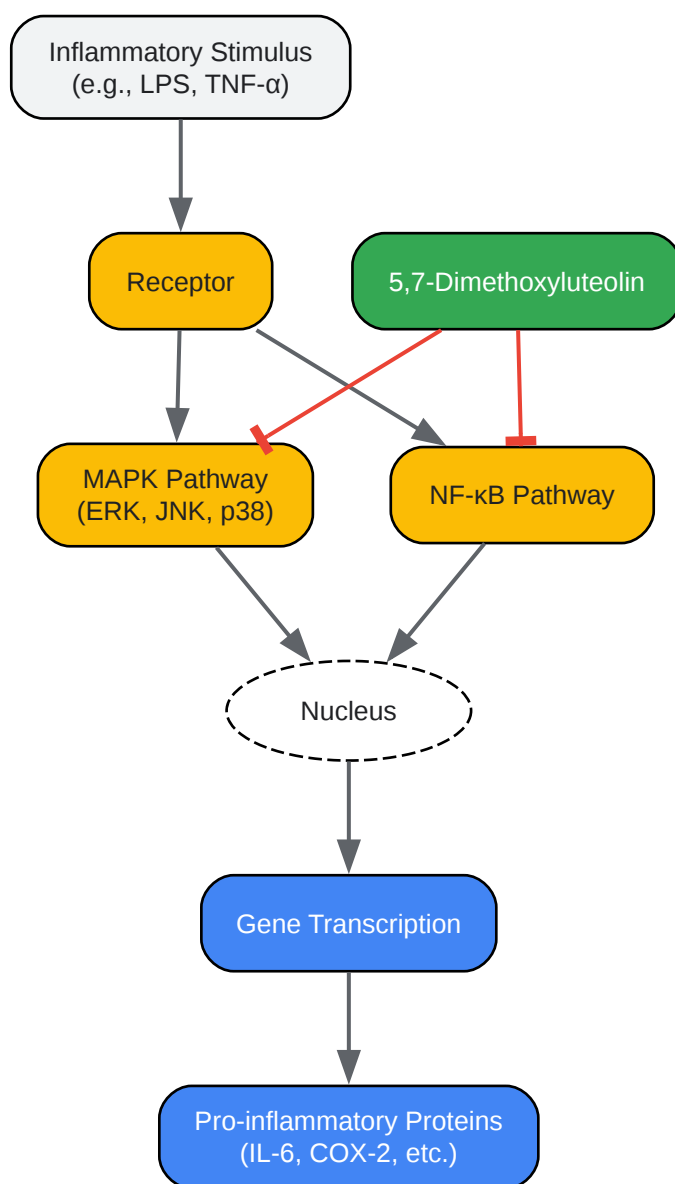 Inflammatory Stimulus
(e.g., LPS, TNF-α)
Receptor
5,7-Dimethoxyluteolin
MAPK Pathway
(ERK, JNK, p38)
NF-κB Pathway
Nucleus
Gene Transcription
Pro-inflammatory Proteins
(IL-6, COX-2, etc.)